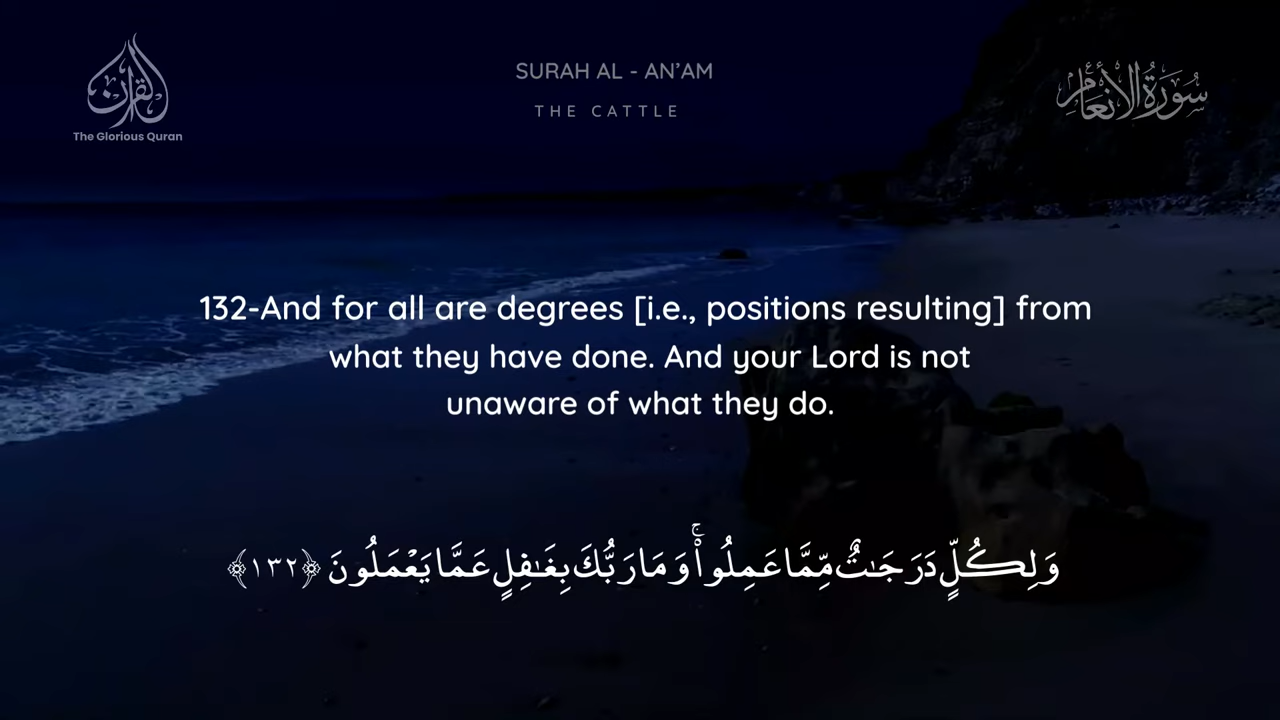 القرآن
The Glorious Quran
SURAH AL - AN’AM
THE CATTLE
سُورَةُ الأَنْعَامِ
132-And for all are degrees [i.e., positions resulting] from
what they have done. And your Lord is not
unaware of what they do.
وَلِكُلٍّ دَرَجَـٰتٌ مِّمَّا عَمِلُوا۟ ۚ وَمَا رَبُّكَ بِغَـٰفِلٍ عَمَّا يَعْمَلُونَ ﴿١٣٢﴾